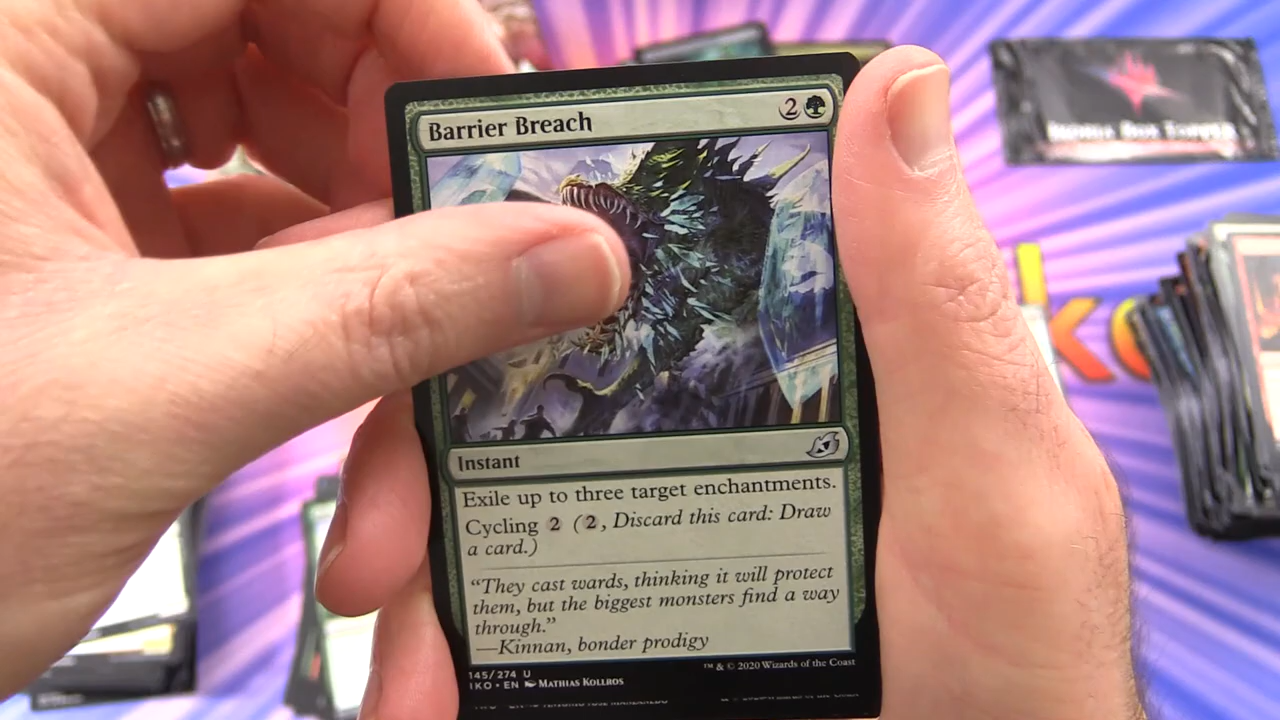 Barrier Breach 2
Instant
Exile up to three target enchantments.
Cycling 2 (2, Discard this card: Draw
a card.)
“They cast wards, thinking it will protect
them, but the biggest monsters find a way
through.”
—Kinnan, bonder prodigy
145/274 U
IKO • EN Mathias Kollros
™ & © 2020 Wizards of the Coast
ko